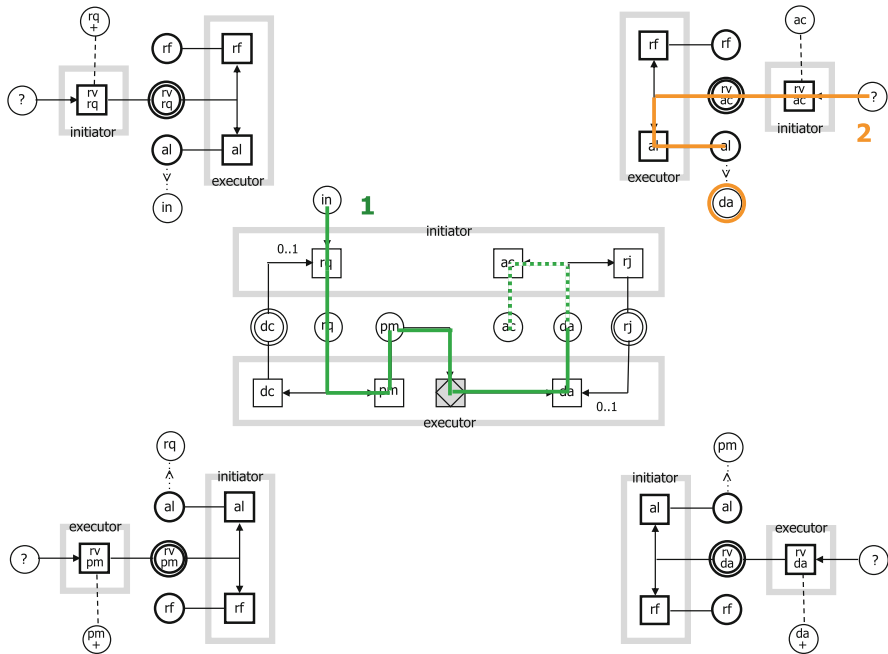 rq
+
rf
rf
?
rv
rq
rv
rq
initiator
al
al
executor
in
ac
rf
rf
rv
ac
rv
ac
?
2
initiator
al
al
executor
da
in
1
initiator
0..1
rq
ac
rj
dc
rq
pm
ac
da
rj
dc
pm
da
0..1
executor
rq
initiator
al
al
executor
?
rv
pm
rv
pm
rf
rf
pm
+
pm
initiator
al
al
executor
rv
da
rv
da
?
rf
rf
da
+